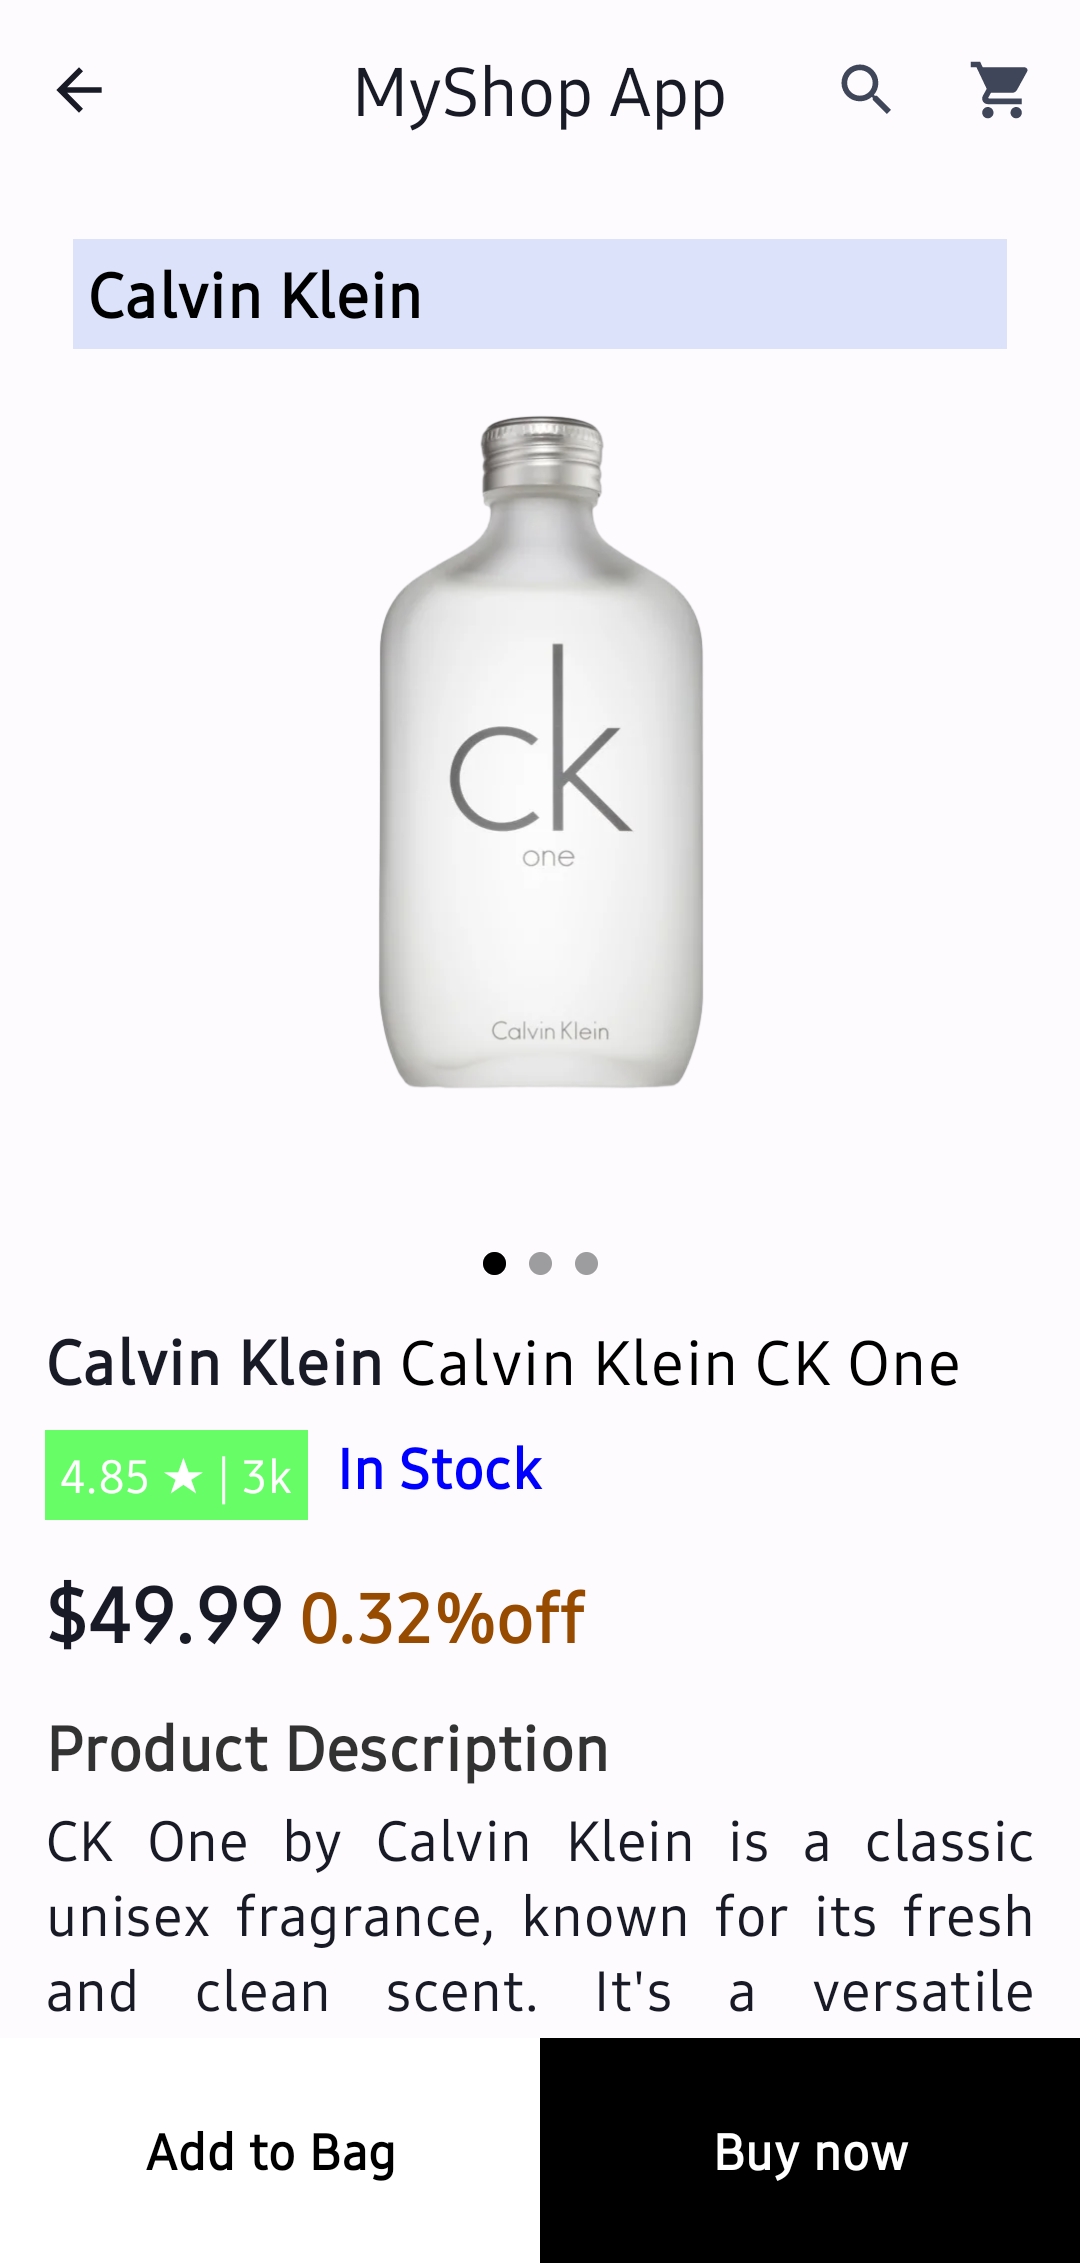 MyShop App
Calvin Klein
ck
one
Calvin Klein
Calvin Klein Calvin Klein CK One
4.85 ★ | 3k In Stock
$49.99 0.32%off
Product Description
CK One by Calvin Klein is a classic
unisex fragrance, known for its fresh
and clean scent. It's a versatile
Add to Bag Buy now